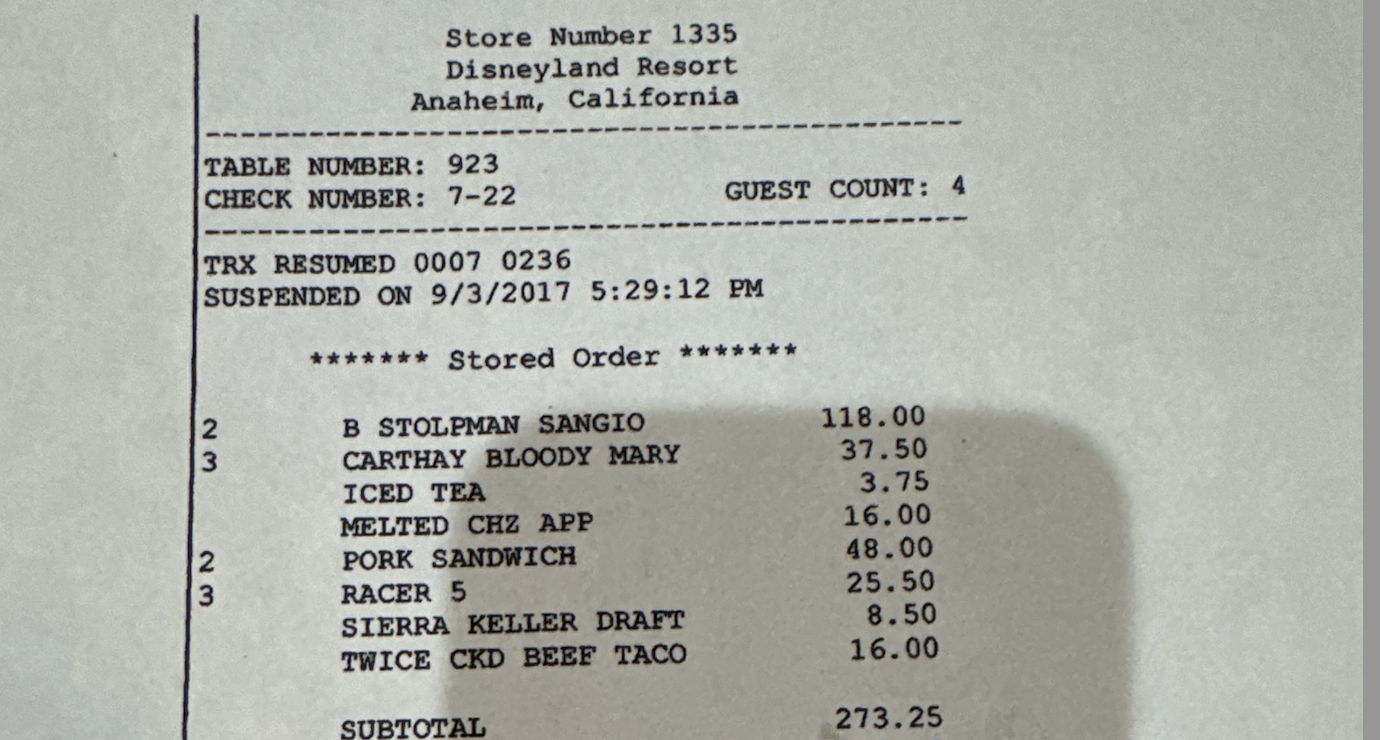 Store Number 1335
Disneyland Resort
Anaheim, California
--------------------------------------------
TABLE NUMBER: 923
CHECK NUMBER: 7-22 GUEST COUNT: 4
--------------------------------------------
TRX RESUMED 0007 0236
SUSPENDED ON 9/3/2017 5:29:12 PM
******* Stored Order *******
2 B STOLPMAN SANGIO 118.00
3 CARTHAY BLOODY MARY 37.50
ICED TEA 3.75
MELTED CHZ APP 16.00
2 PORK SANDWICH 48.00
3 RACER 5 25.50
SIERRA KELLER DRAFT 8.50
TWICE CKD BEEF TACO 16.00
SUBTOTAL 273.25